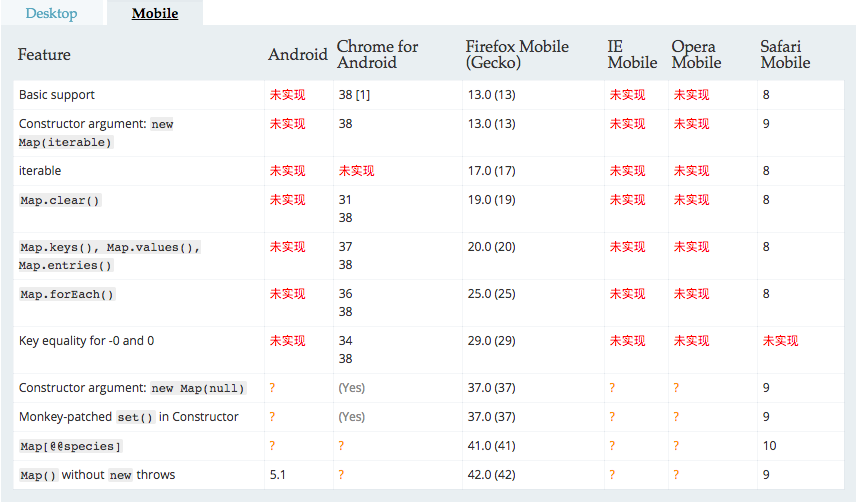 Desktop Mobile
Feature Android Chrome for Android Firefox Mobile (Gecko) IE Mobile Opera Mobile Safari Mobile
Basic support 未实现 38 [1] 13.0 (13) 未实现 未实现 8
Constructor argument: new Map(iterable) 未实现 38 13.0 (13) 未实现 未实现 9
iterable 未实现 未实现 17.0 (17) 未实现 未实现 8
Map.clear() 未实现 31 38 19.0 (19) 未实现 未实现 8
Map.keys(), Map.values(), Map.entries() 未实现 37 38 20.0 (20) 未实现 未实现 8
Map.forEach() 未实现 36 38 25.0 (25) 未实现 未实现 8
Key equality for -0 and 0 未实现 34 38 29.0 (29) 未实现 未实现 未实现
Constructor argument: new Map(null) ? (Yes) 37.0 (37) ? ? 9
Monkey-patched set() in Constructor ? (Yes) 37.0 (37) ? ? 9
Map[@@species] ? ? 41.0 (41) ? ? 10
Map() without new throws 5.1 ? 42.0 (42) ? ? 9